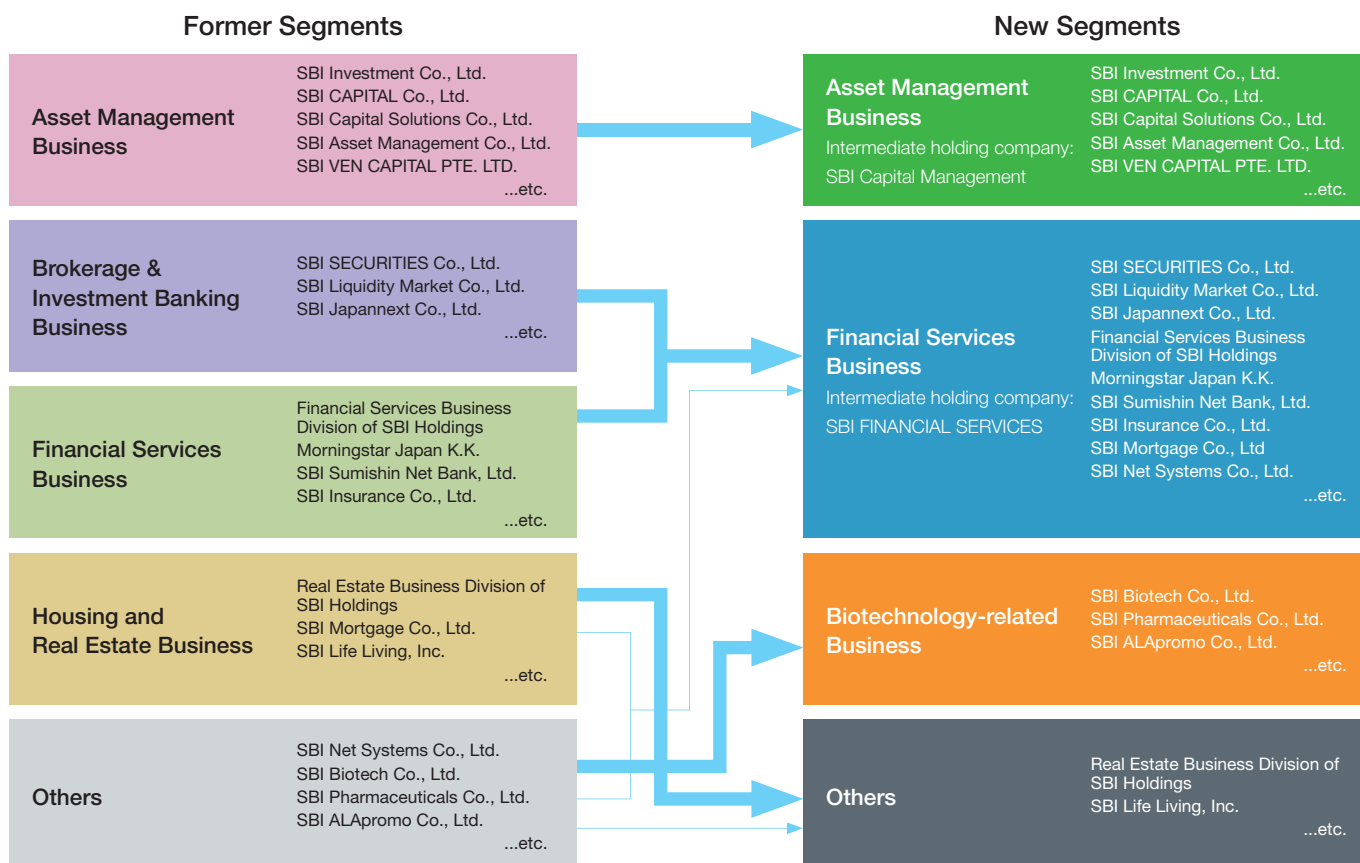 Former Segments
Asset Management
Business
SBI Investment Co., Ltd.
SBI CAPITAL Co., Ltd.
SBI Capital Solutions Co., Ltd.
SBI Asset Management Co., Ltd.
SBI VEN CAPITAL PTE. LTD.
...etc.
Brokerage &
Investment Banking
Business
SBI SECURITIES Co., Ltd.
SBI Liquidity Market Co., Ltd.
SBI Japannext Co., Ltd.
...etc.
Financial Services
Business
Financial Services Business
Division of SBI Holdings
Morningstar Japan K.K.
SBI Sumishin Net Bank, Ltd.
SBI Insurance Co., Ltd.
...etc.
Housing and
Real Estate Business
Real Estate Business Division of
SBI Holdings
SBI Mortgage Co., Ltd.
SBI Life Living, Inc.
...etc.
Others
SBI Net Systems Co., Ltd.
SBI Biotech Co., Ltd.
SBI Pharmaceuticals Co., Ltd.
SBI ALApromo Co., Ltd.
...etc.
New Segments
Asset Management
Business
Intermediate holding company:
SBI Capital Management
SBI Investment Co., Ltd.
SBI CAPITAL Co., Ltd.
SBI Capital Solutions Co., Ltd.
SBI Asset Management Co., Ltd.
SBI VEN CAPITAL PTE. LTD.
...etc.
Financial Services
Business
Intermediate holding company:
SBI FINANCIAL SERVICES
SBI SECURITIES Co., Ltd.
SBI Liquidity Market Co., Ltd.
SBI Japannext Co., Ltd.
Financial Services Business
Division of SBI Holdings
Morningstar Japan K.K.
SBI Sumishin Net Bank, Ltd.
SBI Insurance Co., Ltd.
SBI Mortgage Co., Ltd
SBI Net Systems Co., Ltd.
...etc.
Biotechnology-related
Business
SBI Biotech Co., Ltd.
SBI Pharmaceuticals Co., Ltd.
SBI ALApromo Co., Ltd.
...etc.
Others
Real Estate Business Division of
SBI Holdings
SBI Life Living, Inc.
...etc.